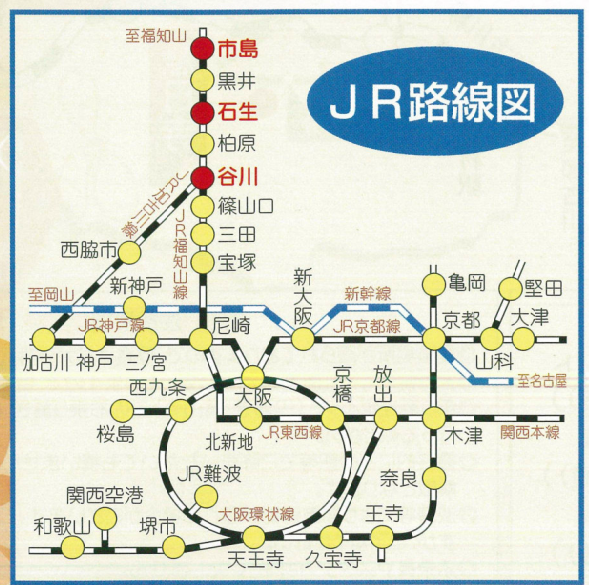 JR路線図
至福知山
市島
黒井
石生
柏原
谷川
JR加古川線
JR福知山線
篠山口
三田
宝塚
西脇市
新神戸
至岡山
新大阪
新幹線
亀岡
堅田
JR神戸線
尼崎
JR京都線
京都
大津
山科
加古川
神戸
三ノ宮
至名古屋
西九条
大阪
京橋
放出
桜島
北新地
JR東西線
木津
関西本線
JR難波
奈良
関西空港
大阪環状線
王寺
和歌山
堺市
天王寺
久宝寺